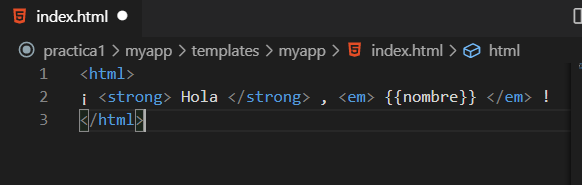 index.html
practica1 > myapp > templates > myapp > index.html > html
1 <html>
2 ¡ <strong> Hola </strong> , <em> {{nombre}} </em> !
3 </html>